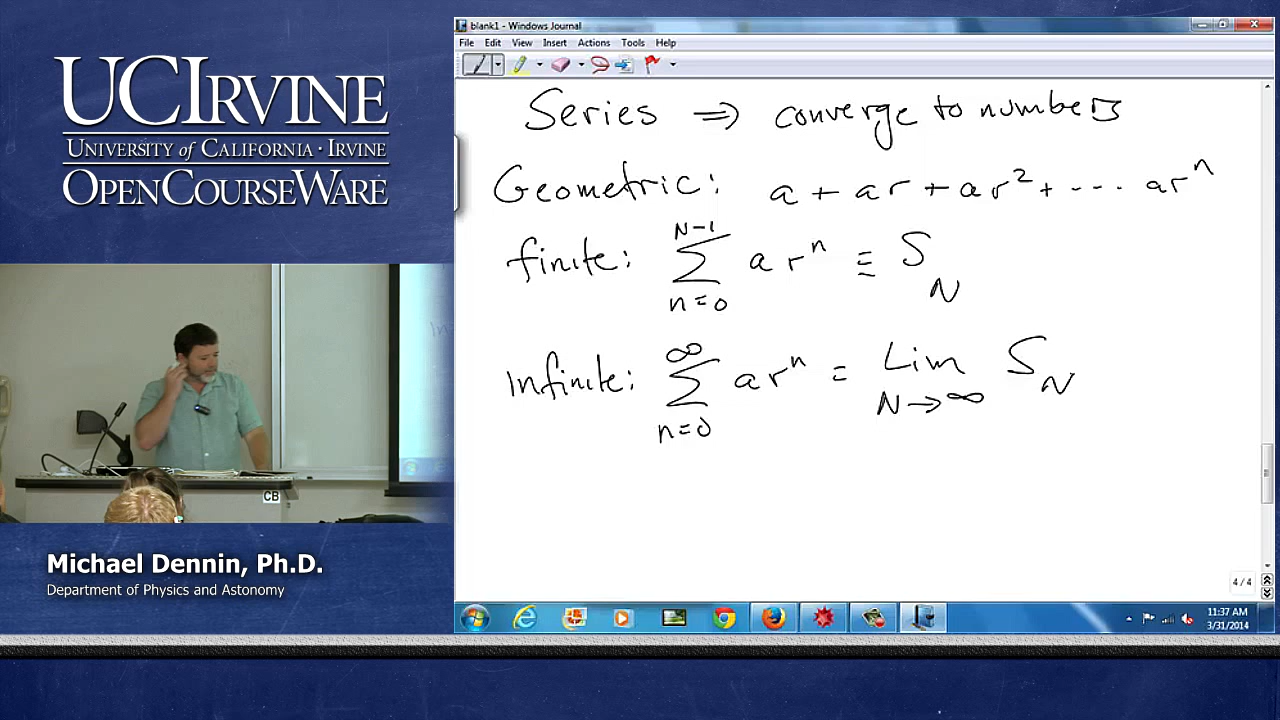 UCIRVINE
UNIVERSITY of CALIFORNIA · IRVINE
OPENCOURSEWARE
CB
Michael Dennin, Ph.D.
Department of Physics and Astonomy
blank1 - Windows Journal
File Edit View Insert Actions Tools Help
Series ⇒ converge to numbers
Geometric: a + ar + ar² + --- arⁿ
finite: ∑_{n=0}^{N-1} arⁿ ≡ S_N
Infinite: ∑_{n=0}^{∞} arⁿ = Lim_{N→∞} S_N
4 / 4
11:37 AM
3/31/2014